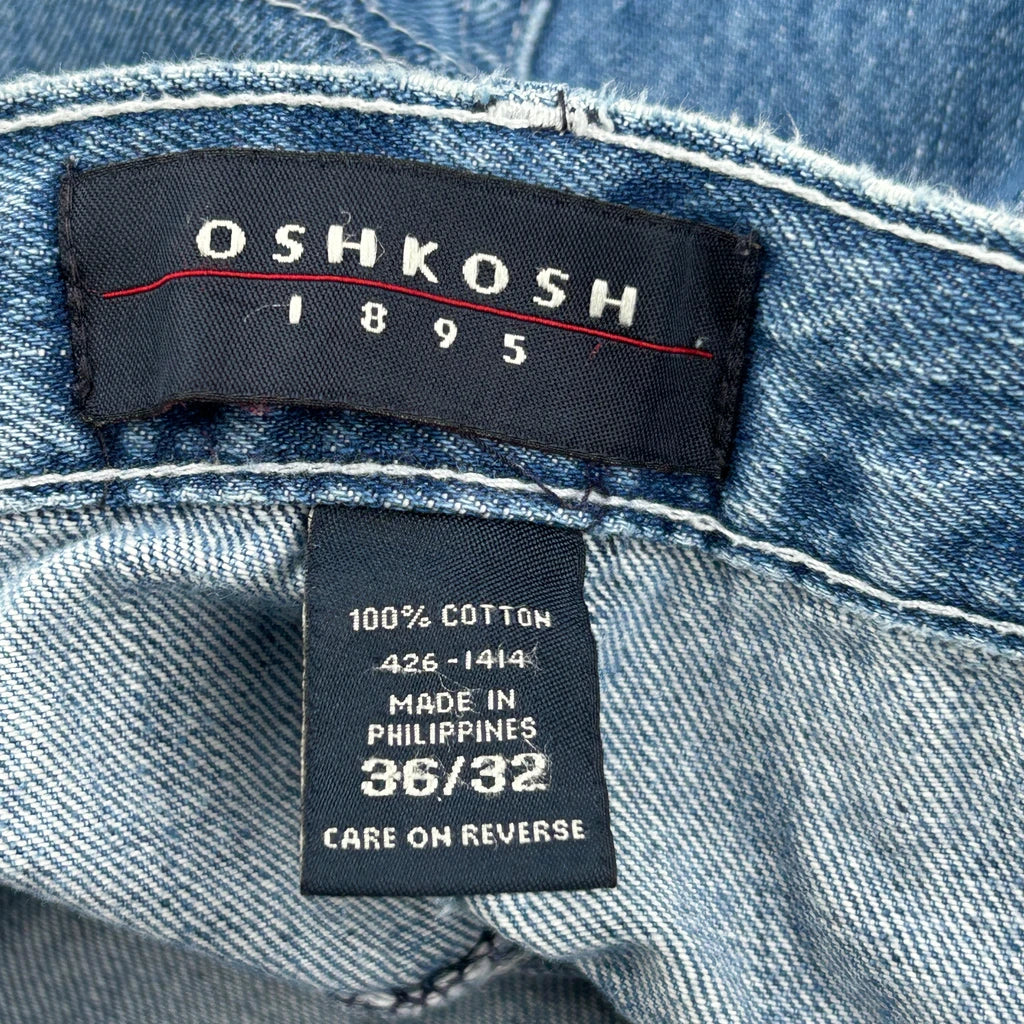 OSHKOSH
1895
100% COTTON
426-1414
MADE IN
PHILIPPINES
36/32
CARE ON REVERSE